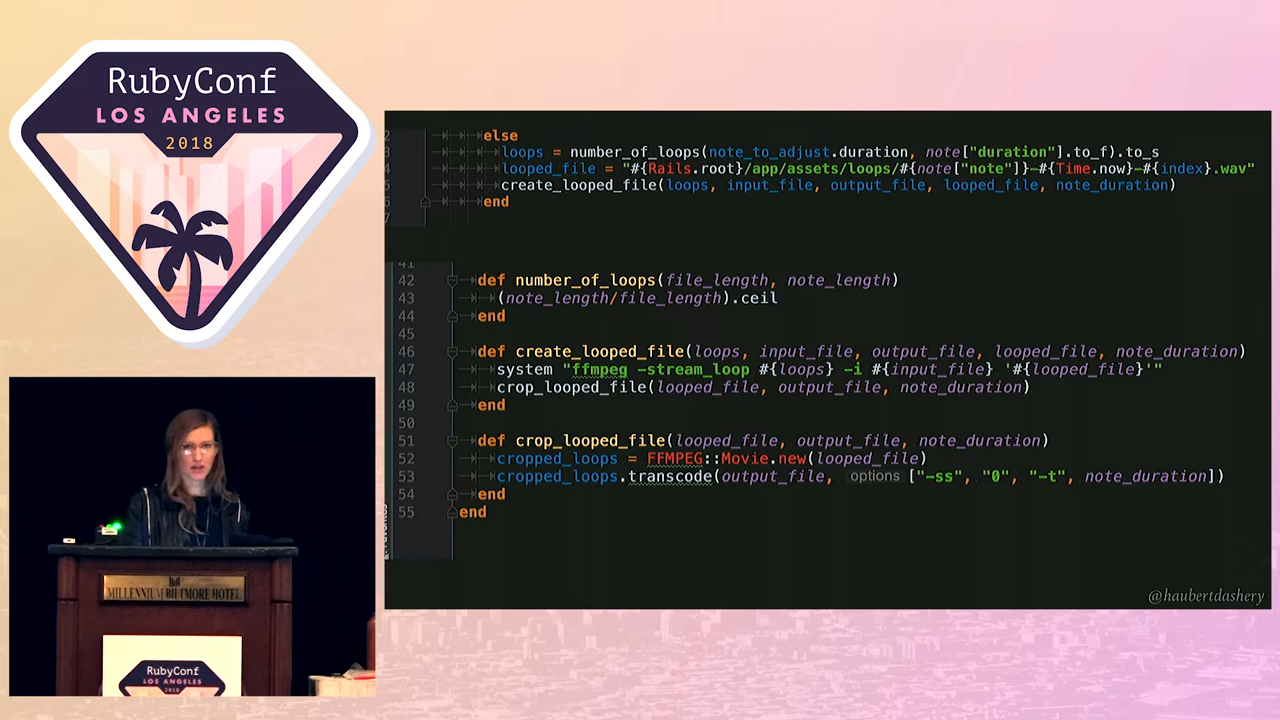 RubyConf
LOS ANGELES
2018
else
loops = number_of_loops(note_to_adjust.duration, note["duration"].to_f).to_s
looped_file = "#{Rails.root}/app/assets/loops/#{note["note"]}-#{Time.now}-#{index}.wav"
create_looped_file(loops, input_file, output_file, looped_file, note_duration)
end
41
42 def number_of_loops(file_length, note_length)
43 (note_length/file_length).ceil
44 end
45
46 def create_looped_file(loops, input_file, output_file, looped_file, note_duration)
47 system "ffmpeg -stream_loop #{loops} -i #{input_file} '#{looped_file}'"
48 crop_looped_file(looped_file, output_file, note_duration)
49 end
50
51 def crop_looped_file(looped_file, output_file, note_duration)
52 cropped_loops = FFMPEG::Movie.new(looped_file)
53 cropped_loops.transcode(output_file, options ["-ss", "0", "-t", note_duration])
54 end
55 end
@haubertdashery
MILLENNIUM BILTMORE HOTEL
RubyConf
LOS ANGELES
2018